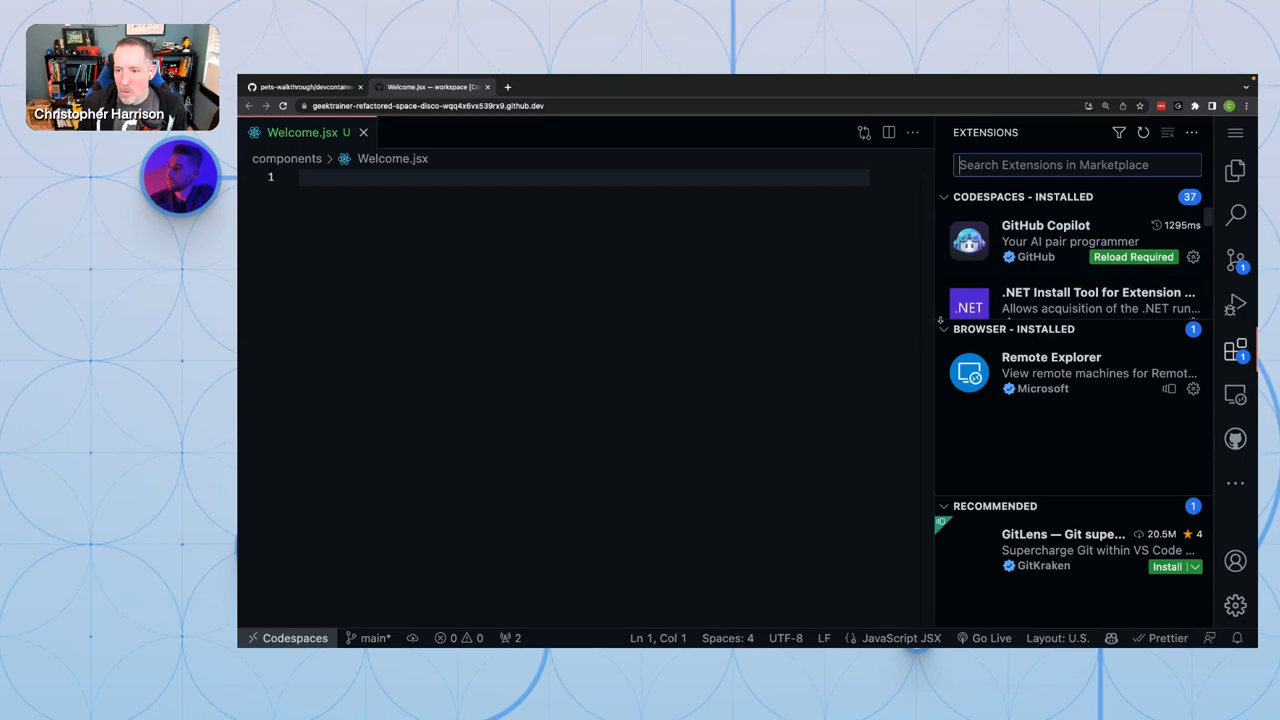 Christopher Harrison
pets-walkthrough/devcontaine
Welcome.jsx — workspace [Co
geektrainer-refactored-space-disco-wqq4x6vx539rx9.github.dev
Welcome.jsx U
components > Welcome.jsx
1
EXTENSIONS
Search Extensions in Marketplace
CODESPACES - INSTALLED 37
GitHub Copilot 1295ms
Your AI pair programmer
GitHub Reload Required
.NET
.NET Install Tool for Extension ...
Allows acquisition of the .NET run...
BROWSER - INSTALLED 1
Remote Explorer
View remote machines for Remot...
Microsoft
RECOMMENDED 1
GitLens — Git supe... 20.5M ★ 4
Supercharge Git within VS Code ...
GitKraken Install
1
1
Codespaces main* 0 0 2 Ln 1, Col 1 Spaces: 4 UTF-8 LF JavaScript JSX Go Live Layout: U.S. Prettier